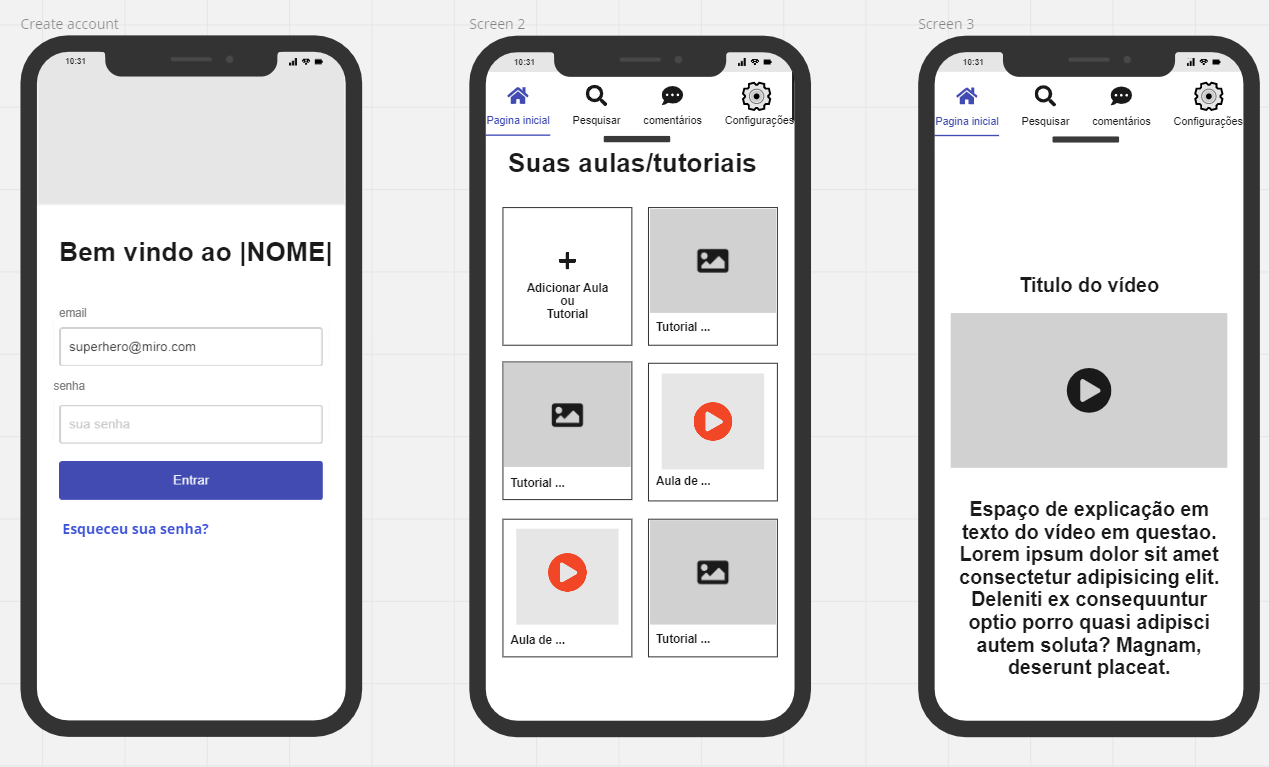 Create account
10:31
Bem vindo ao |NOME|
email
superhero@miro.com
senha
sua senha
Entrar
Esqueceu sua senha?
Screen 2
10:31
Pagina inicial
Pesquisar
comentários
Configurações
Suas aulas/tutoriais
Adicionar Aula
ou
Tutorial
Tutorial ...
Tutorial ...
Aula de ...
Aula de ...
Tutorial ...
Screen 3
10:31
Pagina inicial
Pesquisar
comentários
Configurações
Titulo do vídeo
Espaço de explicação em
texto do vídeo em questao.
Lorem ipsum dolor sit amet
consectetur adipisicing elit.
Deleniti ex consequuntur
optio porro quasi adipisci
autem soluta? Magnam,
deserunt placeat.